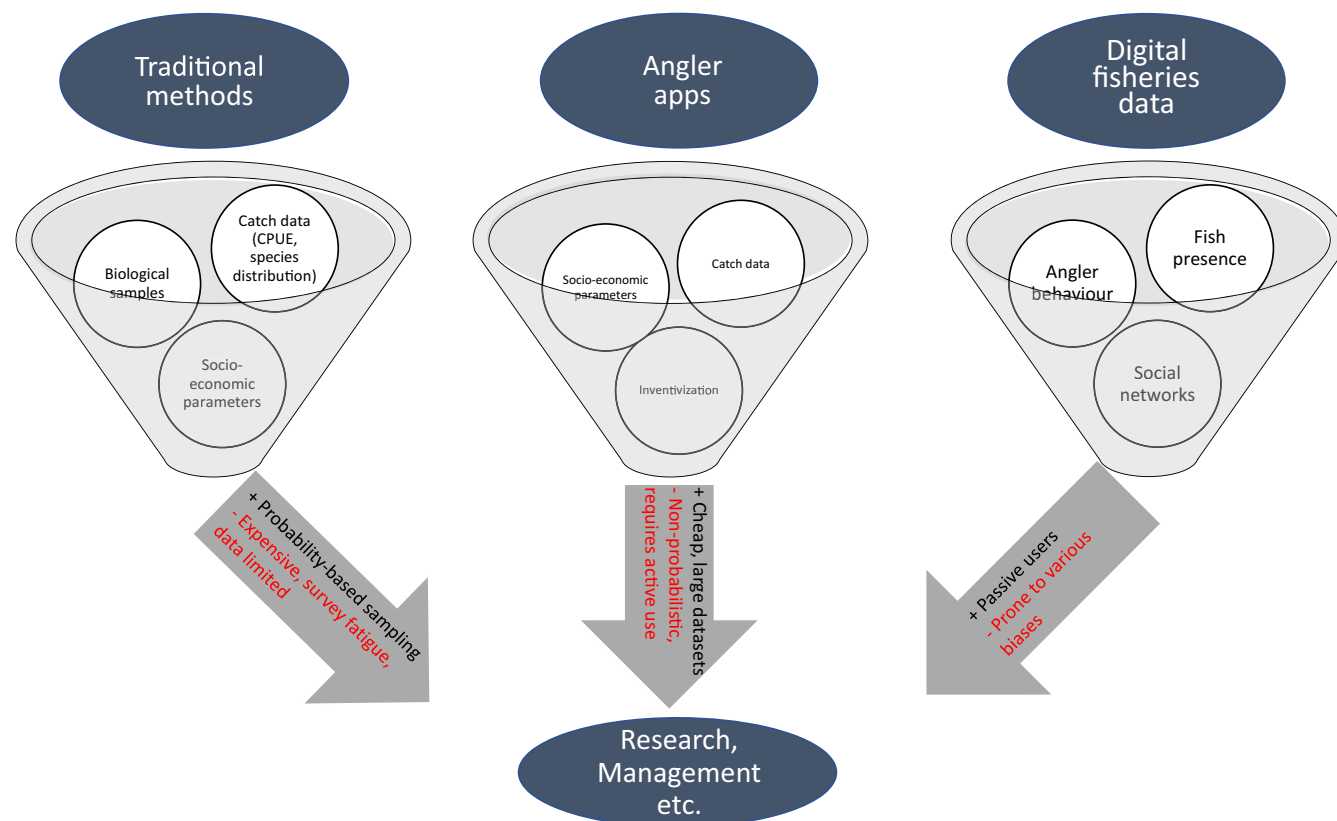 Traditional
methods
Angler
apps
Digital
fisheries
data
Catch data
(CPUE,
species
distribution)
Biological
samples
Socio-
economic
parameters
Socio-economic
parameters
Catch data
Inventivization
Angler
behaviour
Fish
presence
Social
networks
+ Probability-based sampling
- Expensive, survey fatigue,
data limited
+ Cheap, large datasets
- Non-probabilistic,
requires active use
+ Passive users
- Prone to various
biases
Research,
Management
etc.